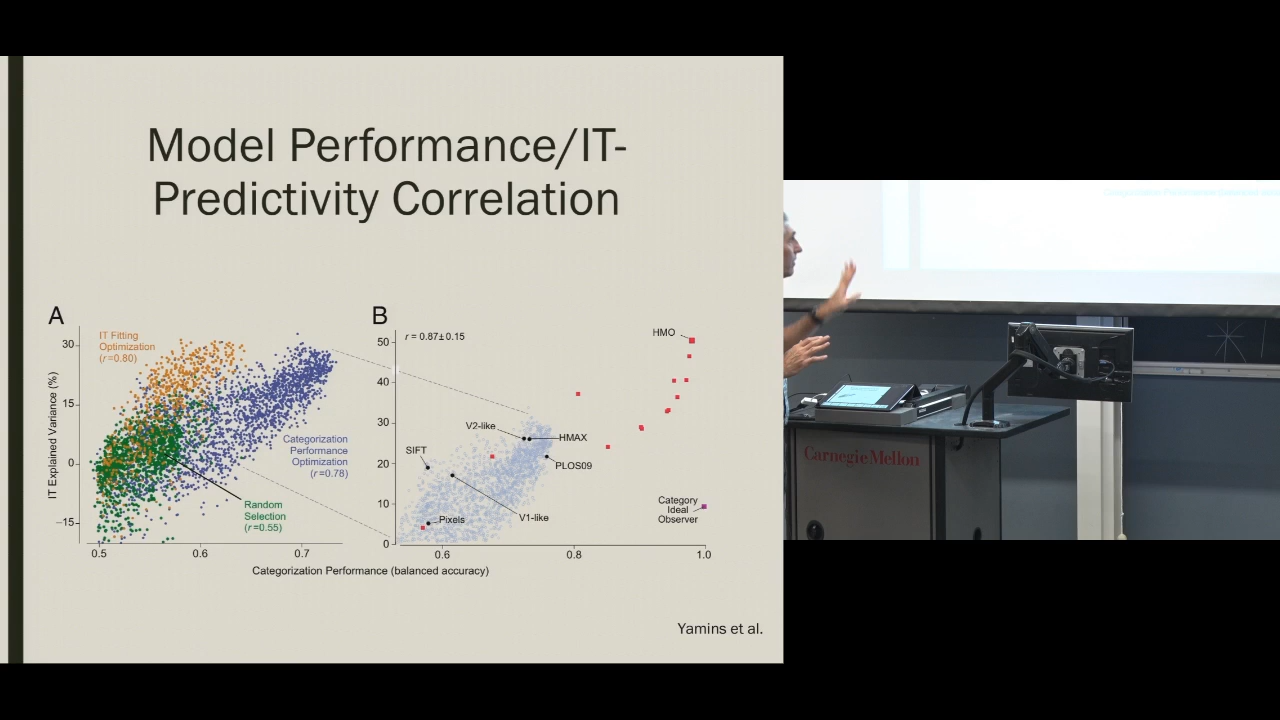 Model Performance/IT-
Predictivity Correlation
A
IT Fitting
Optimization
(r=0.80)
30
15
0
−15
IT Explained Variance (%)
Categorization
Performance
Optimization
(r=0.78)
Random
Selection
(r=0.55)
0.5
0.6
0.7
B
r = 0.87±0.15
50
40
30
20
10
0
HMO
V2-like
HMAX
SIFT
PLOS09
Category
Ideal
Observer
Pixels
V1-like
0.6
0.8
1.0
Categorization Performance (balanced accuracy)
Yamins et al.
Carnegie Mellon